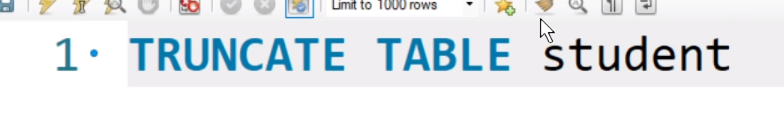 Limit to 1000 rows
1 TRUNCATE TABLE student